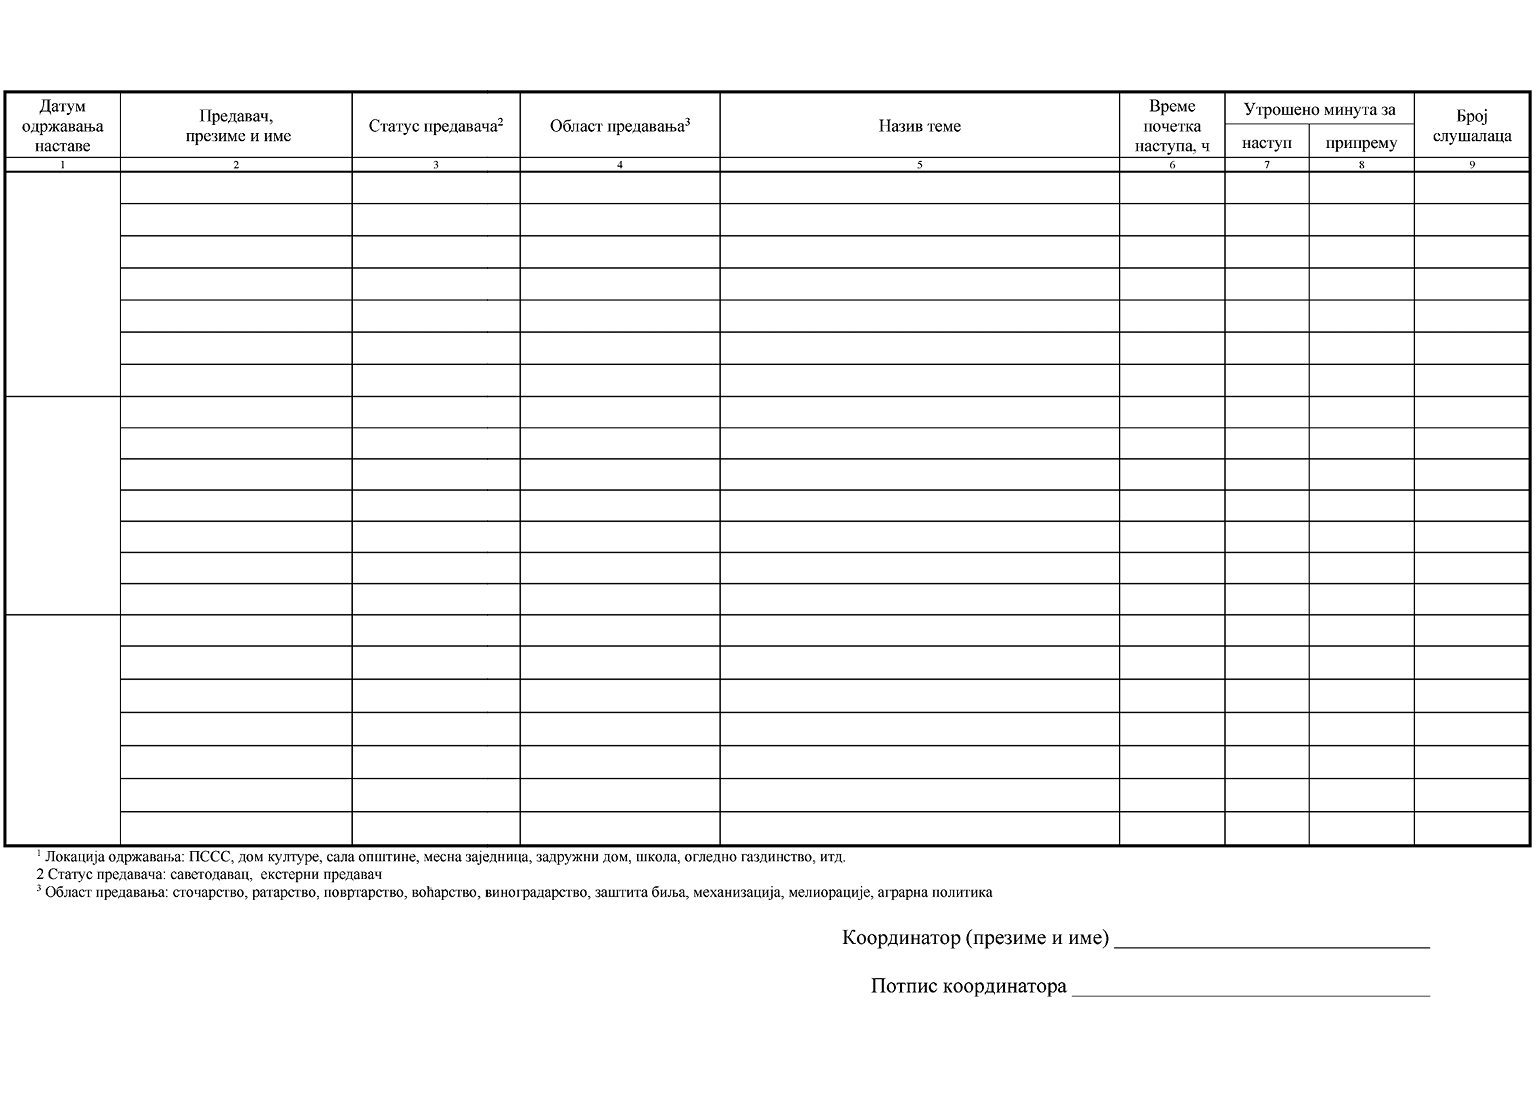 Датум
одржавања
наставе
Предавач,
презиме и име
Статус предавача2
Област предавања3
Назив теме
Време
почетка
наступа, ч
Утрошено минута за
наступ
припрему
Број
слушалаца
1
2
3
4
5
6
7
8
9
1 Локација одржавања: ПССС, дом културе, сала општине, месна заједница, задружни дом, школа, огледно газдинство, итд.
2 Статус предавача: саветодавац, екстерни предавач
3 Област предавања: сточарство, ратарство, повртарство, воћарство, виноградарство, заштита биља, механизација, мелиорације, аграрна политика
Координатор (презиме и име)
Потпис координатора